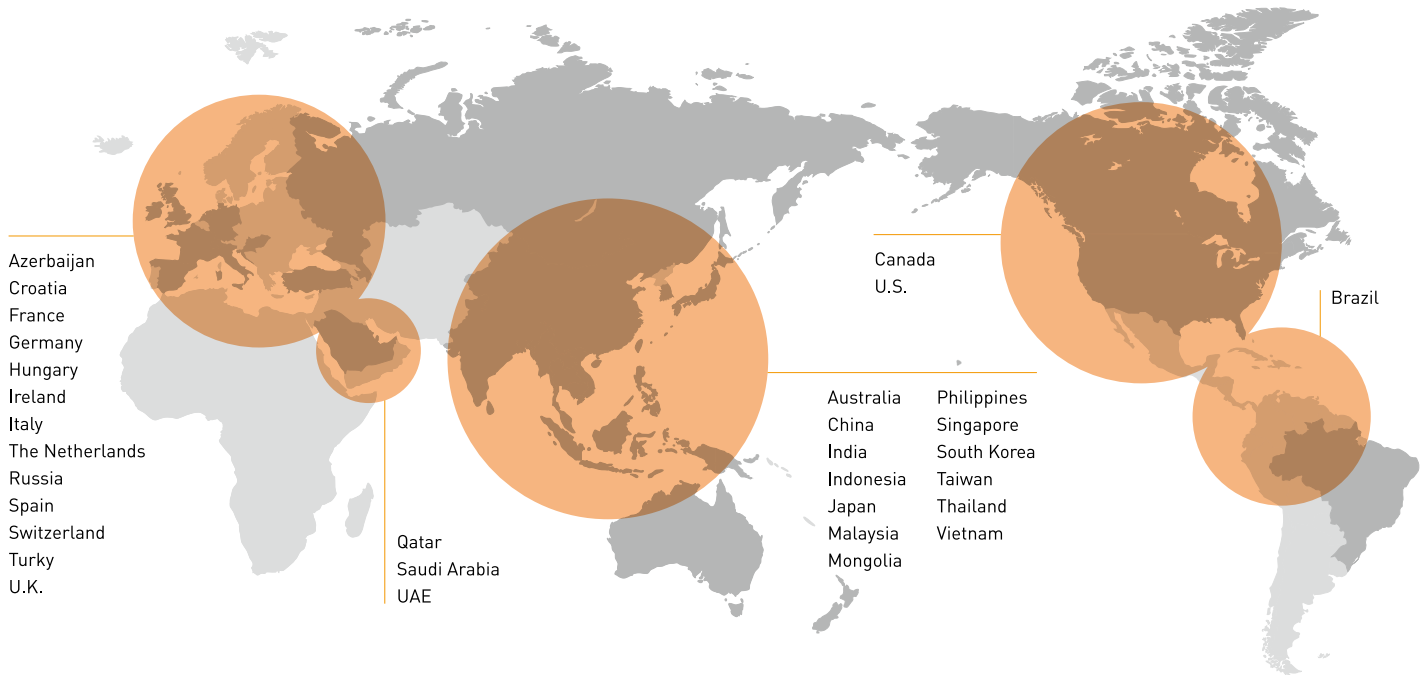 Azerbaijan
Croatia
France
Germany
Hungary
Ireland
Italy
The Netherlands
Russia
Spain
Switzerland
Turky
U.K.
Qatar
Saudi Arabia
UAE
Australia
China
India
Indonesia
Japan
Malaysia
Mongolia
Philippines
Singapore
South Korea
Taiwan
Thailand
Vietnam
Canada
U.S.
Brazil